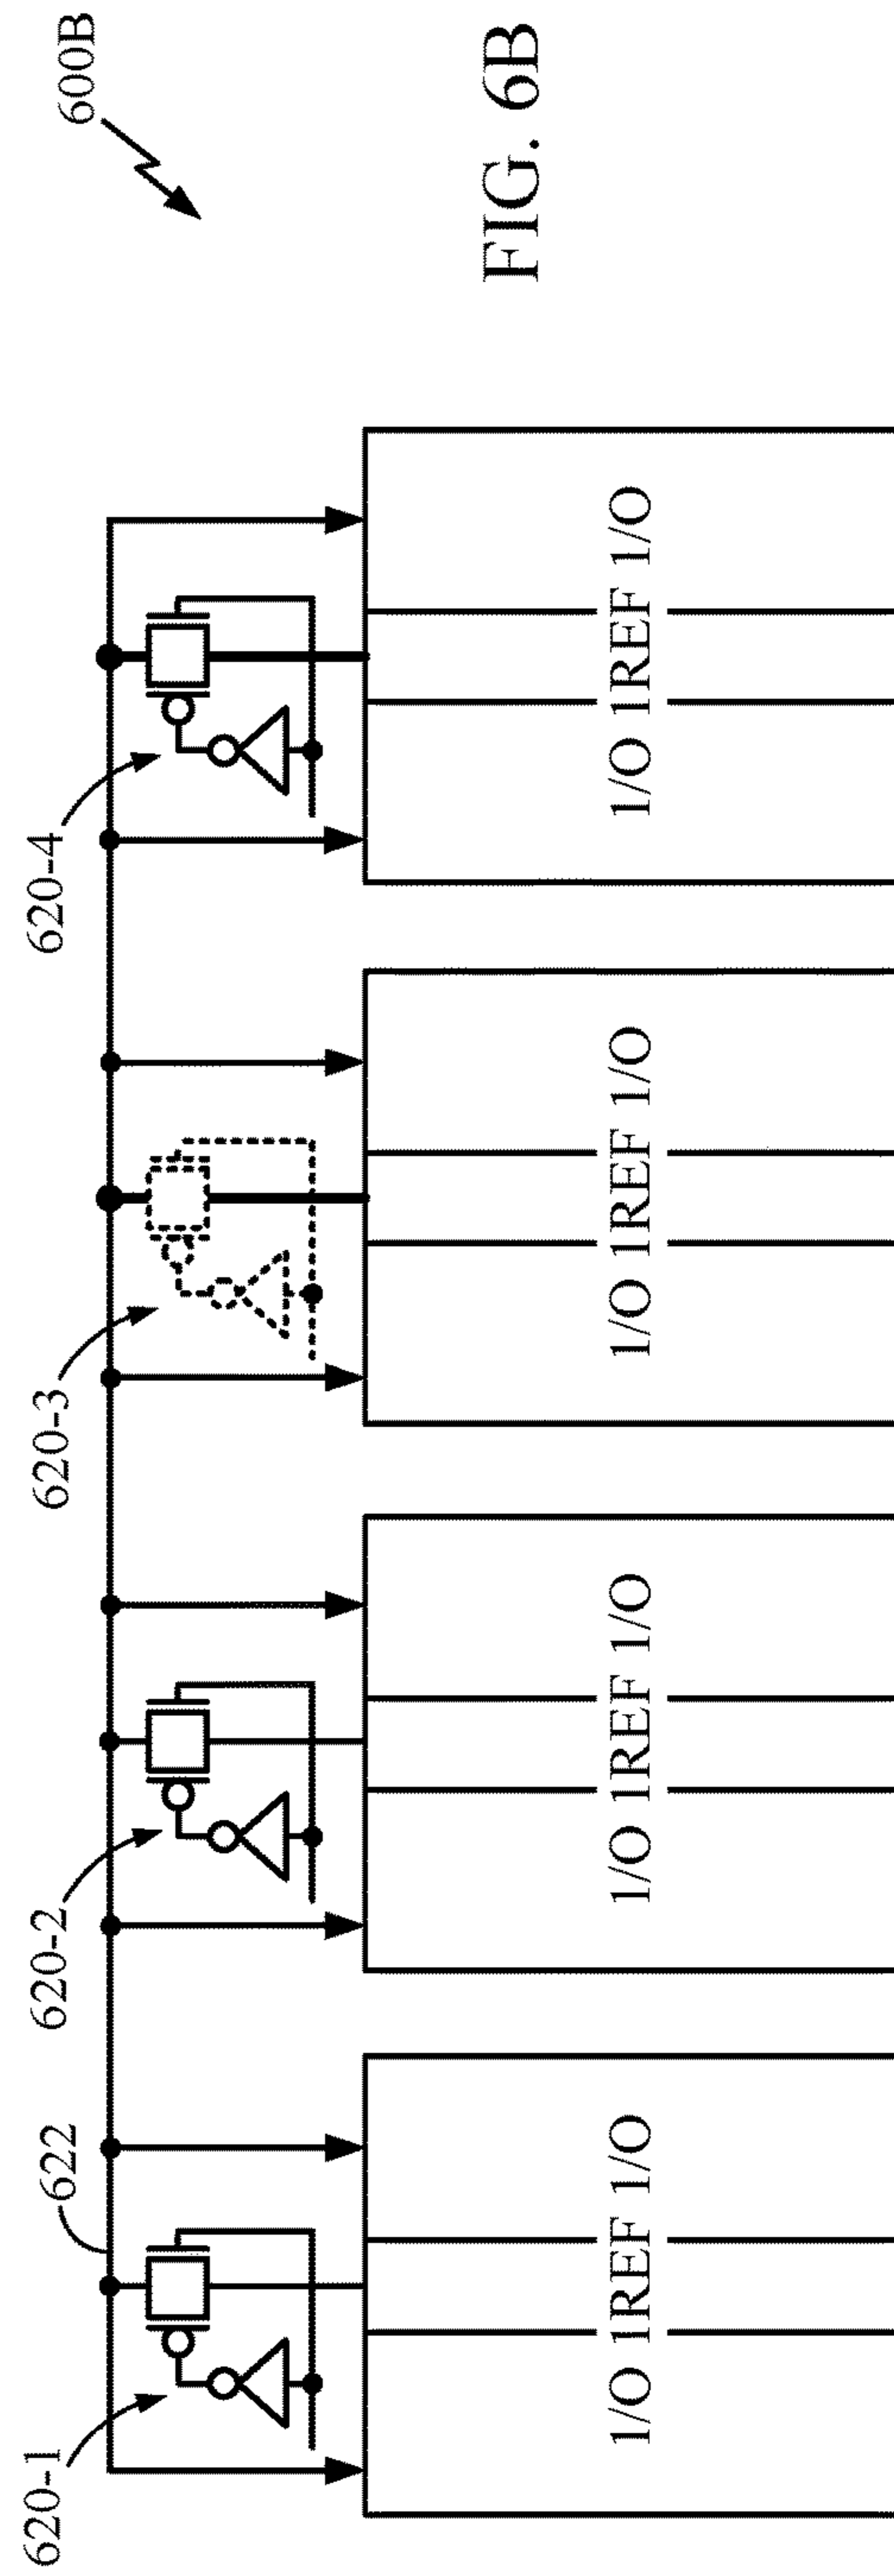 620-1
622
620-2
620-3
620-4
600B
1/O 1REF 1/O
1/O 1REF 1/O
1/O 1REF 1/O
1/O 1REF 1/O
FIG. 6B